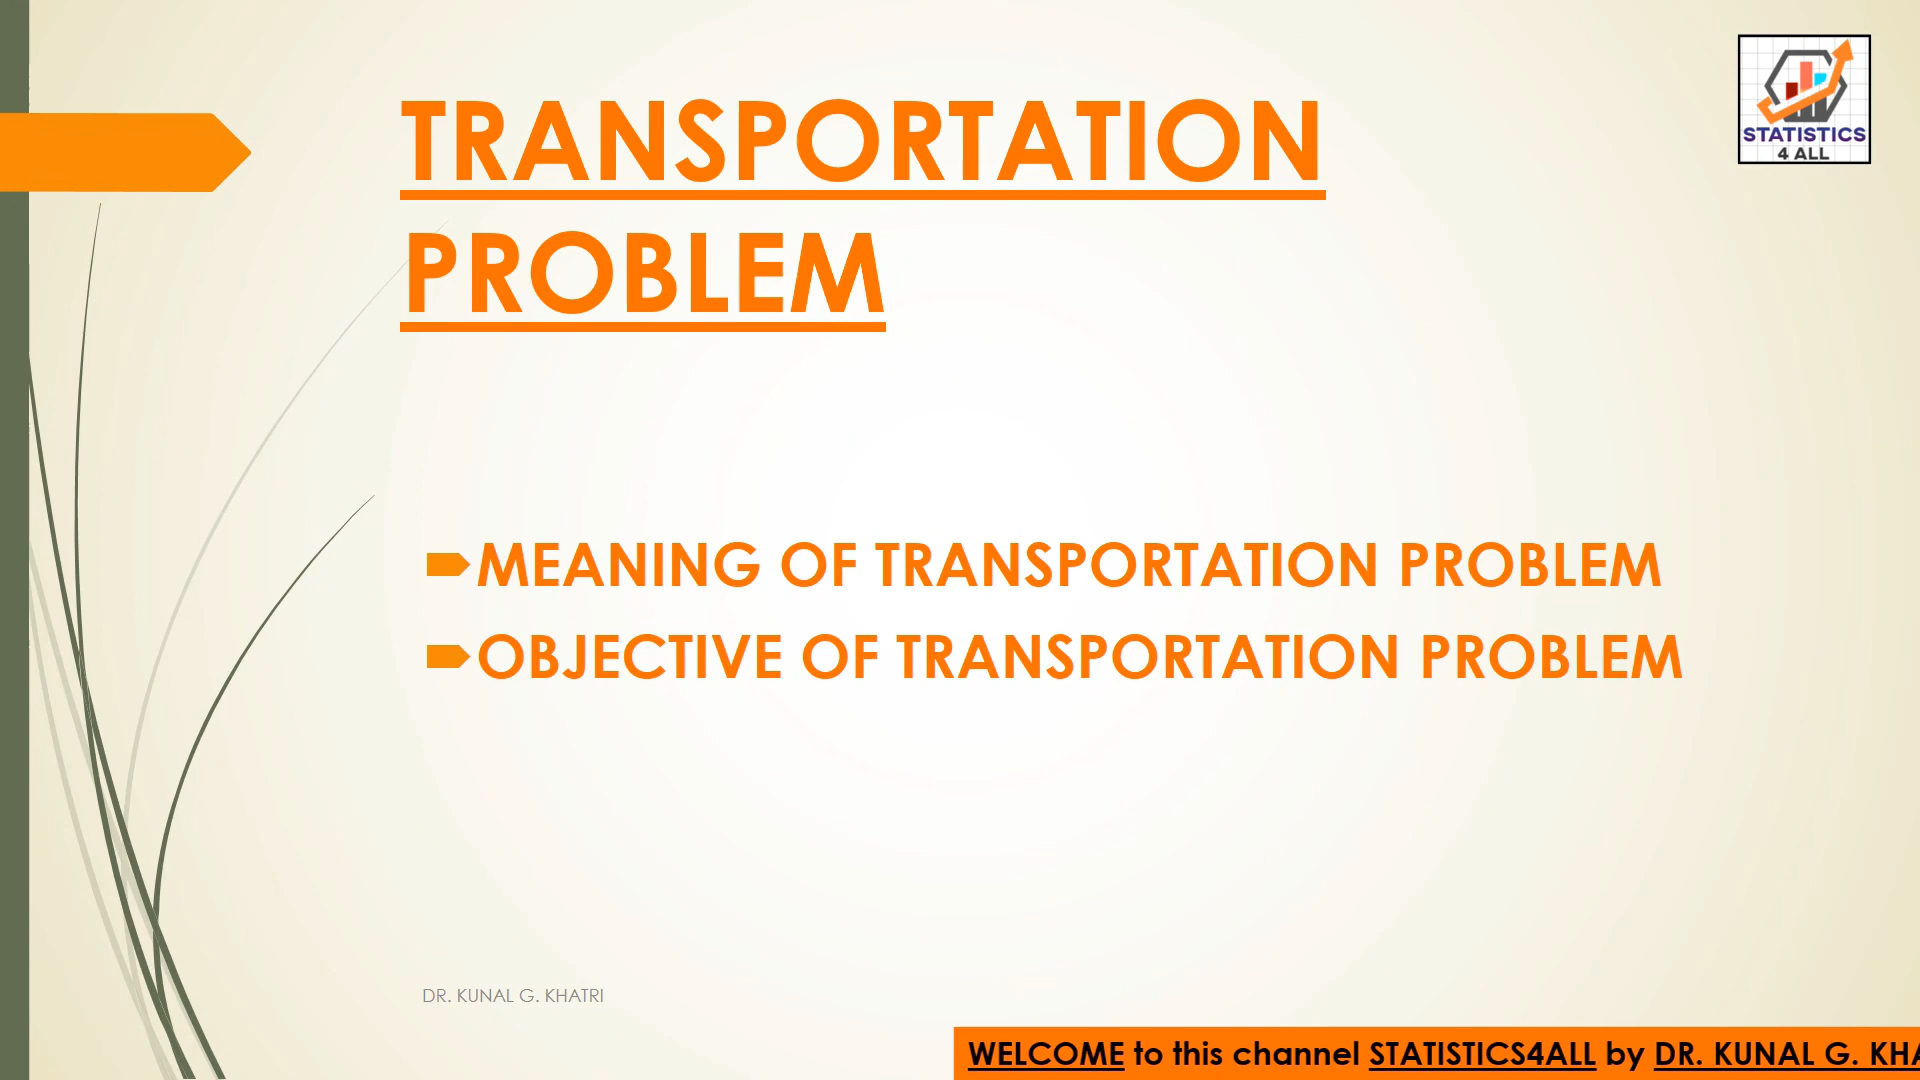 TRANSPORTATION
PROBLEM
STATISTICS
4 ALL
MEANING OF TRANSPORTATION PROBLEM
OBJECTIVE OF TRANSPORTATION PROBLEM
DR. KUNAL G. KHATRI
WELCOME to this channel STATISTICS4ALL by DR. KUNAL G. KHA